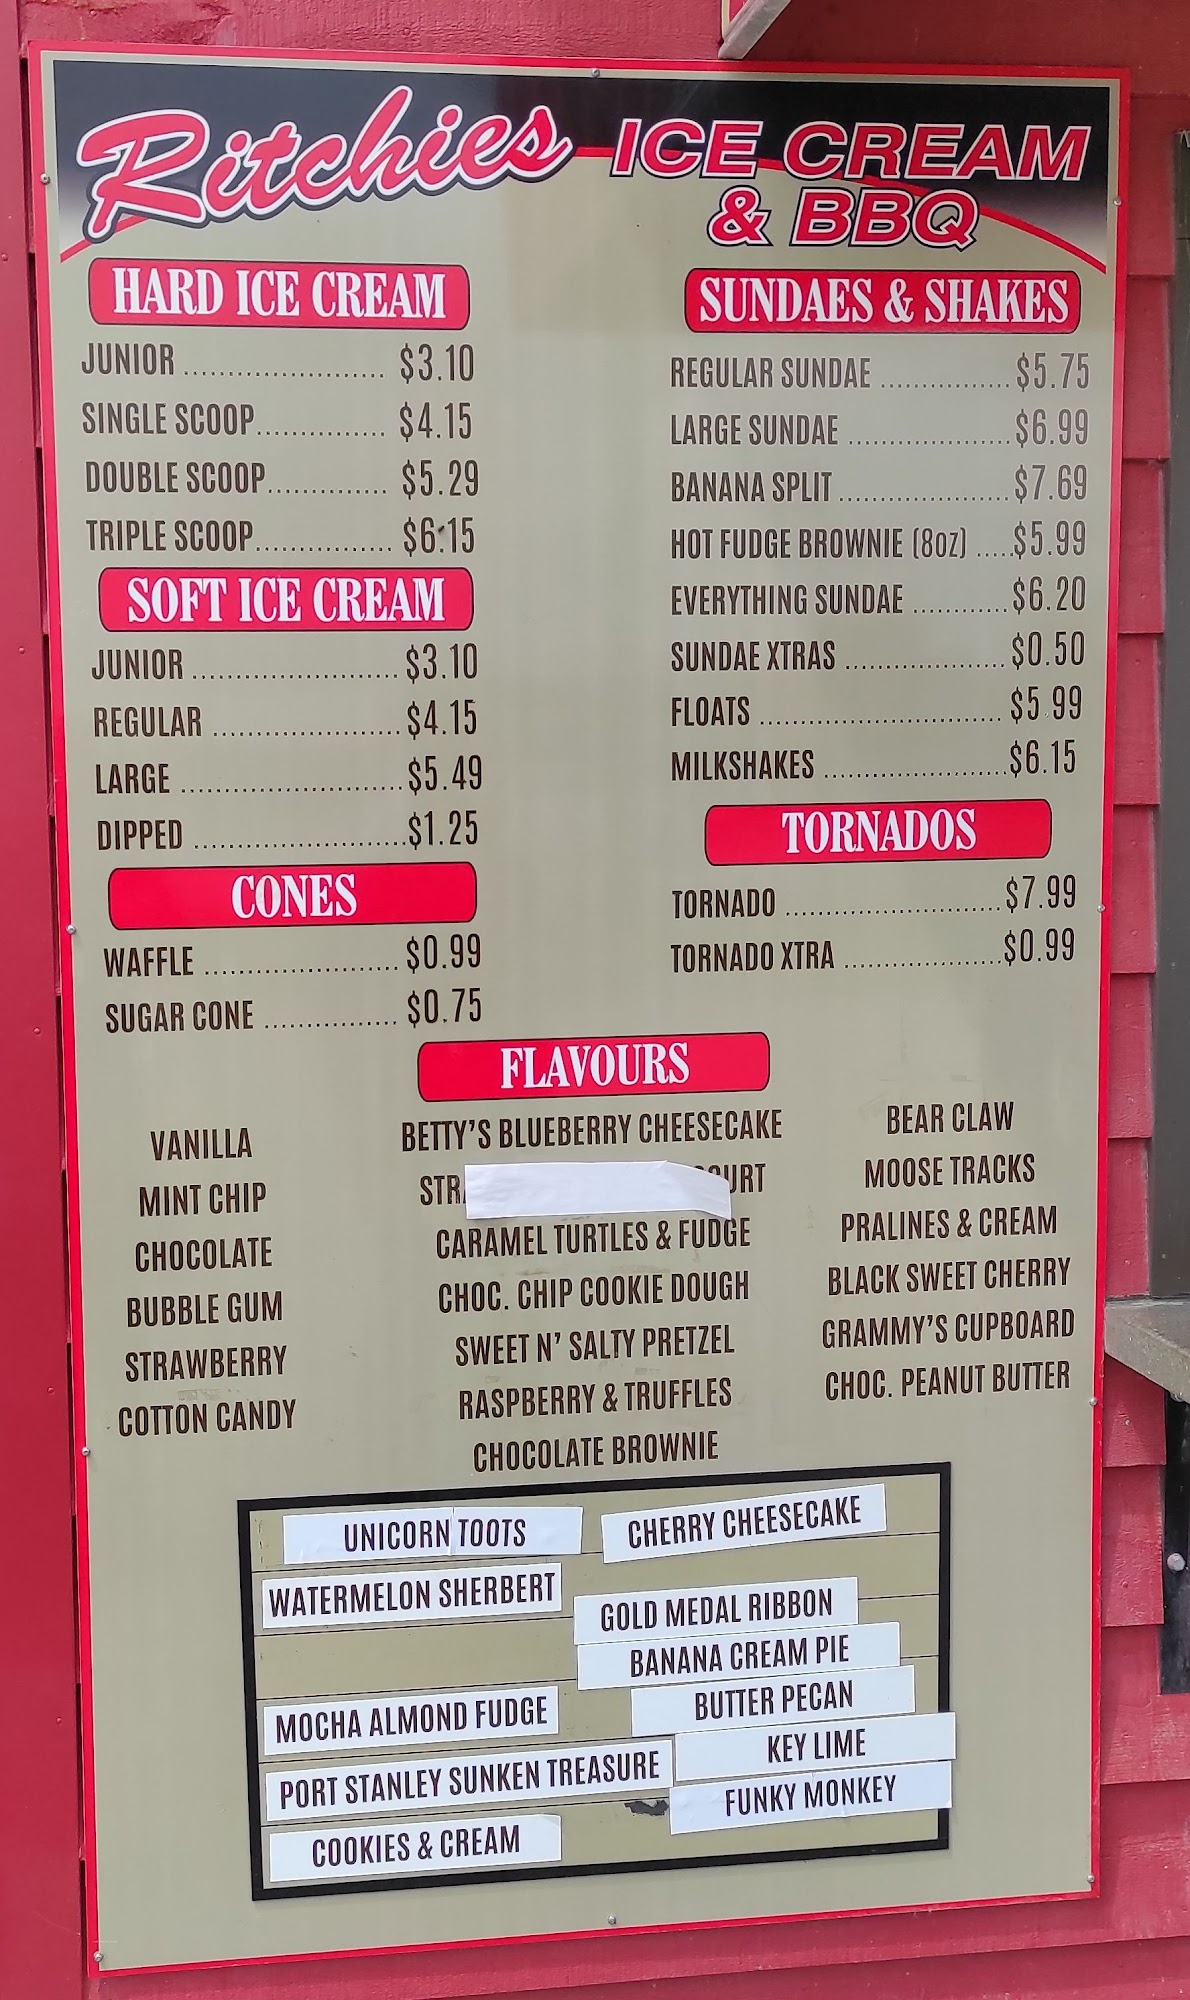 Ritchies ICE CREAM
& BBQ
HARD ICE CREAM
JUNIOR ....................... $3.10
SINGLE SCOOP............... $4.15
DOUBLE SCOOP.............. $5.29
TRIPLE SCOOP................ $6.15
SOFT ICE CREAM
JUNIOR ........................... $3.10
REGULAR ........................ $4.15
LARGE ............................ $5.49
DIPPED ........................... $1.25
CONES
WAFFLE ......................... $0.99
SUGAR CONE ................. $0.75
SUNDAES & SHAKES
REGULAR SUNDAE ................ $5.75
LARGE SUNDAE .................... $6.99
BANANA SPLIT ..................... $7.69
HOT FUDGE BROWNIE (8oz) ..... $5.99
EVERYTHING SUNDAE ............ $6.20
SUNDAE XTRAS .................... $0.50
FLOATS .............................. $5.99
MILKSHAKES ....................... $6.15
TORNADOS
TORNADO ........................... $7.99
TORNADO XTRA .................... $0.99
FLAVOURS
VANILLA
MINT CHIP
CHOCOLATE
BUBBLE GUM
STRAWBERRY
COTTON CANDY
BETTY'S BLUEBERRY CHEESECAKE
CARAMEL TURTLES & FUDGE
CHOC. CHIP COOKIE DOUGH
SWEET N' SALTY PRETZEL
RASPBERRY & TRUFFLES
CHOCOLATE BROWNIE
BEAR CLAW
MOOSE TRACKS
PRALINES & CREAM
BLACK SWEET CHERRY
GRAMMY'S CUPBOARD
CHOC. PEANUT BUTTER
UNICORN TOOTS
WATERMELON SHERBERT
MOCHA ALMOND FUDGE
PORT STANLEY SUNKEN TREASURE
COOKIES & CREAM
CHERRY CHEESECAKE
GOLD MEDAL RIBBON
BANANA CREAM PIE
BUTTER PECAN
KEY LIME
FUNKY MONKEY